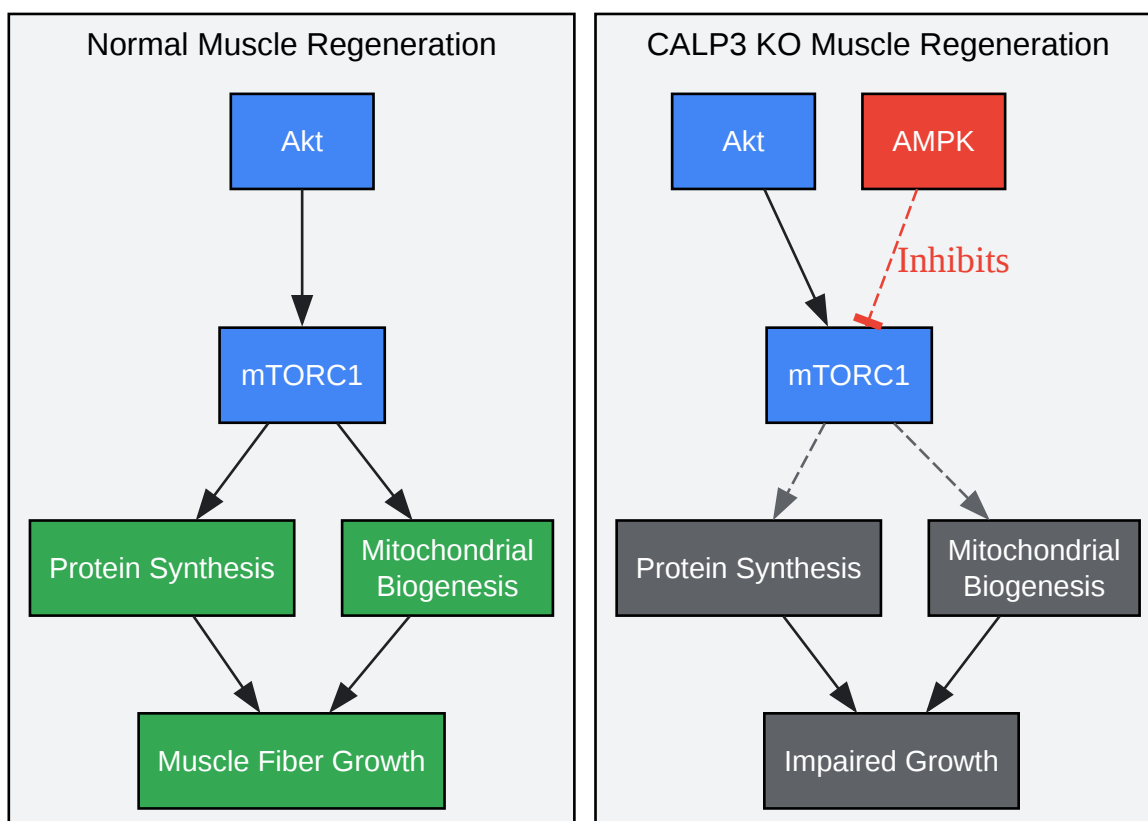 Normal Muscle Regeneration
Akt
mTORC1
Protein Synthesis
Mitochondrial
Biogenesis
Muscle Fiber Growth
CALP3 KO Muscle Regeneration
Akt
AMPK
Inhibits
mTORC1
Protein Synthesis
Mitochondrial
Biogenesis
Impaired Growth